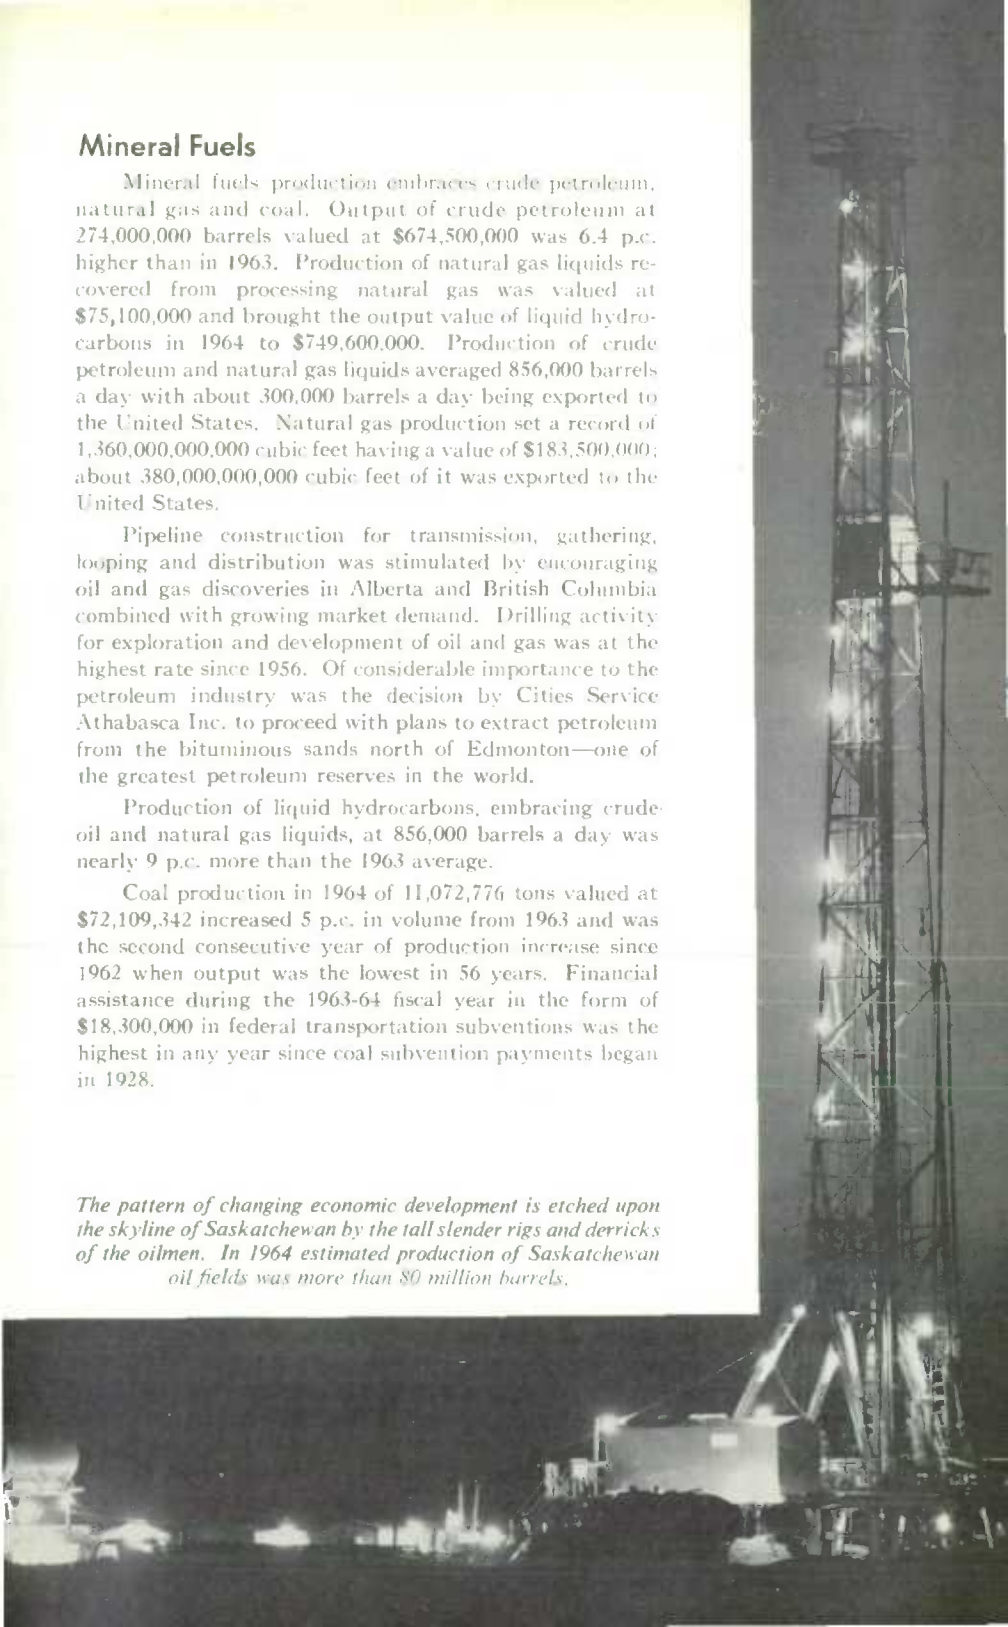 Mineral Fuels
Mineral fuels production embraces crude petroleum,
natural gas and coal. Output of crude petroleum at
274,000,000 barrels valued at $674,500,000 was 6.4 p.c.
higher than in 1963. Production of natural gas liquids re-
covered from processing natural gas was valued at
$75,100,000 and brought the output value of liquid hydro-
carbons in 1964 to $749,600,000. Production of crude
petroleum and natural gas liquids averaged 856,000 barrels
a day with about 300,000 barrels a day being exported to
the United States. Natural gas production set a record of
1,360,000,000,000 cubic feet having a value of $183,500,000;
about 380,000,000,000 cubic feet of it was exported to the
United States.
Pipeline construction for transmission, gathering,
looping and distribution was stimulated by encouraging
oil and gas discoveries in Alberta and British Columbia
combined with growing market demand. Drilling activity
for exploration and development of oil and gas was at the
highest rate since 1956. Of considerable importance to the
petroleum industry was the decision by Cities Service
Athabasca Inc. to proceed with plans to extract petroleum
from the bituminous sands north of Edmonton—one of
the greatest petroleum reserves in the world.
Production of liquid hydrocarbons, embracing crude
oil and natural gas liquids, at 856,000 barrels a day was
nearly 9 p.c. more than the 1963 average.
Coal production in 1964 of 11,072,776 tons valued at
$72,109,342 increased 5 p.c. in volume from 1963 and was
the second consecutive year of production increase since
1962 when output was the lowest in 56 years. Financial
assistance during the 1963-64 fiscal year in the form of
$18,300,000 in federal transportation subventions was the
highest in any year since coal subvention payments began
in 1928.
The pattern of changing economic development is etched upon
the skyline of Saskatchewan by the tall slender rigs and derricks
of the oilmen. In 1964 estimated production of Saskatchewan
oil fields was more than 80 million barrels.